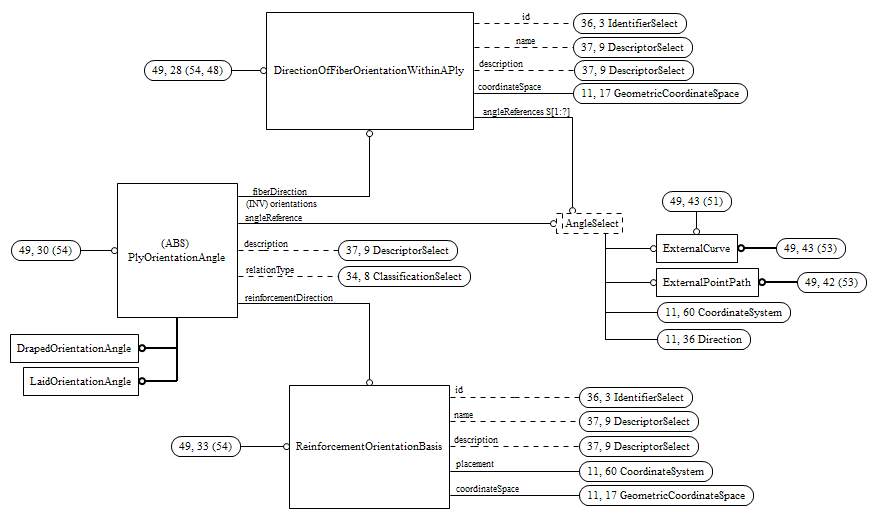 id
36, 3 IdentifierSelect
name
37, 9 DescriptorSelect
49, 28 (54, 48)
DirectionOfFiberOrientationWithinAPly
description
37, 9 DescriptorSelect
coordinateSpace
11, 17 GeometricCoordinateSpace
angleReferences S[1:?]
fiberDirection
(INV) orientations
angleReference
AngleSelect
49, 43 (51)
49, 30 (54)
(ABS)
PlyOrientationAngle
description
37, 9 DescriptorSelect
ExternalCurve
49, 43 (53)
relationType
34, 8 ClassificationSelect
ExternalPointPath
49, 42 (53)
reinforcementDirection
11, 60 CoordinateSystem
11, 36 Direction
DrapedOrientationAngle
LaidOrientationAngle
id
36, 3 IdentifierSelect
name
37, 9 DescriptorSelect
49, 33 (54)
ReinforcementOrientationBasis
description
37, 9 DescriptorSelect
placement
11, 60 CoordinateSystem
coordinateSpace
11, 17 GeometricCoordinateSpace